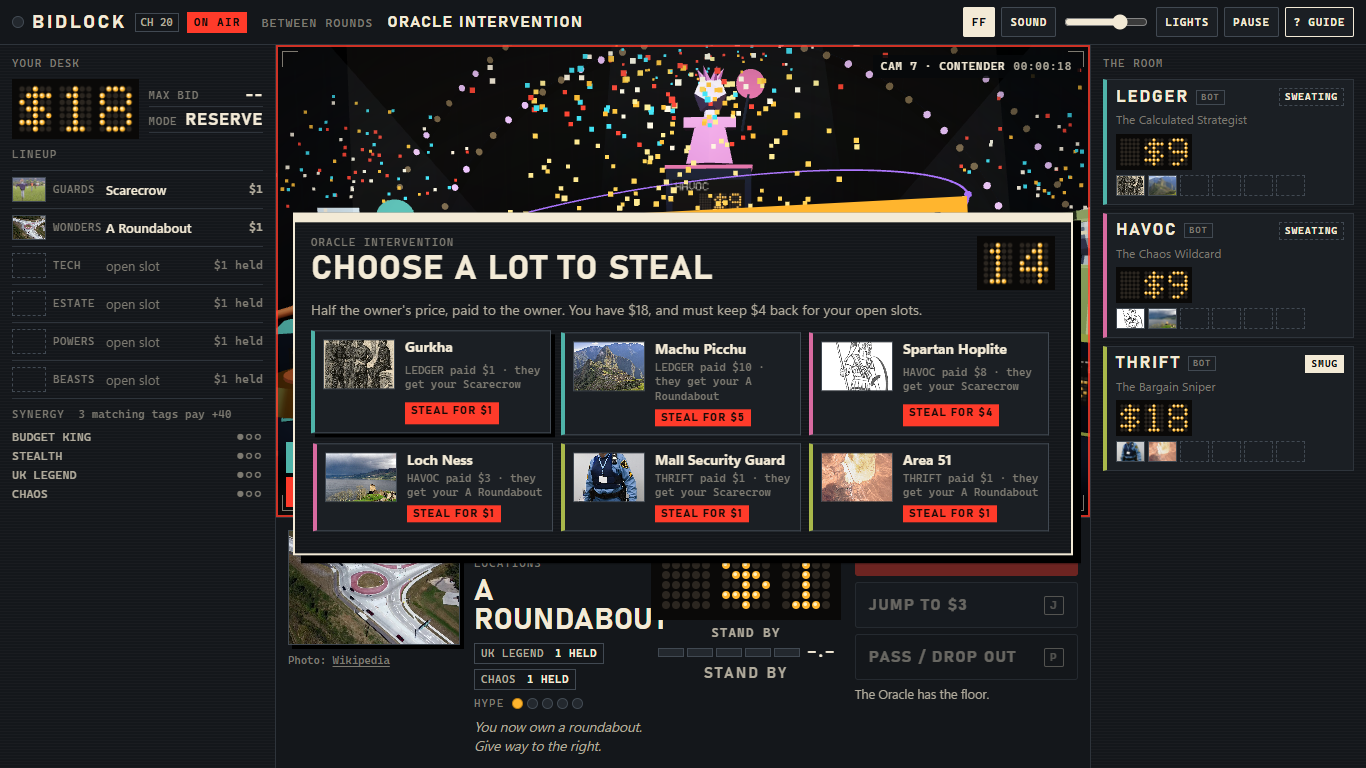 BIDLOCK CH 20 ON AIR BETWEEN ROUNDS ORACLE INTERVENTION FF SOUND LIGHTS PAUSE ? GUIDE
YOUR DESK
$18
MAX BID --
MODE RESERVE
LINEUP
GUARDS Scarecrow $1
WONDERS A Roundabout $1
TECH open slot $1 held
ESTATE open slot $1 held
POWERS open slot $1 held
BEASTS open slot $1 held
SYNERGY 3 matching tags pay +40
BUDGET KING
STEALTH
UK LEGEND
CHAOS
CAM 7 · CONTENDER 00:00:18
HAVOC
$9
ORACLE INTERVENTION
CHOOSE A LOT TO STEAL
14
Half the owner's price, paid to the owner. You have $18, and must keep $4 back for your open slots.
Gurkha
LEDGER paid $1 · they
get your Scarecrow
STEAL FOR $1
Machu Picchu
LEDGER paid $10 ·
they get your A
Roundabout
STEAL FOR $5
Spartan Hoplite
HAVOC paid $8 · they
get your Scarecrow
STEAL FOR $4
Loch Ness
HAVOC paid $3 · they
get your A Roundabout
STEAL FOR $1
Mall Security Guard
THRIFT paid $1 · they
get your Scarecrow
STEAL FOR $1
Area 51
THRIFT paid $1 · they
get your A Roundabout
STEAL FOR $1
Photo: Wikipedia
LOCATIONS
A
ROUNDABOUT
UK LEGEND 1 HELD
CHAOS 1 HELD
HYPE
You now own a roundabout.
Give way to the right.
$1
STAND BY
-.-
STAND BY
JUMP TO $3 J
PASS / DROP OUT P
The Oracle has the floor.
THE ROOM
LEDGER BOT SWEATING
The Calculated Strategist
$9
HAVOC BOT SWEATING
The Chaos Wildcard
$9
THRIFT BOT SMUG
The Bargain Sniper
$18